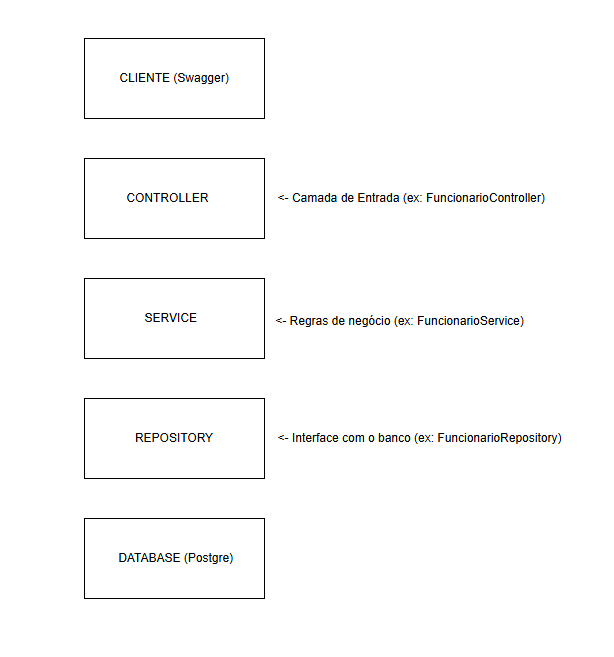 CLIENTE (Swagger)
CONTROLLER
<- Camada de Entrada (ex: FuncionarioController)
SERVICE
<- Regras de negócio (ex: FuncionarioService)
REPOSITORY
<- Interface com o banco (ex: FuncionarioRepository)
DATABASE (Postgre)